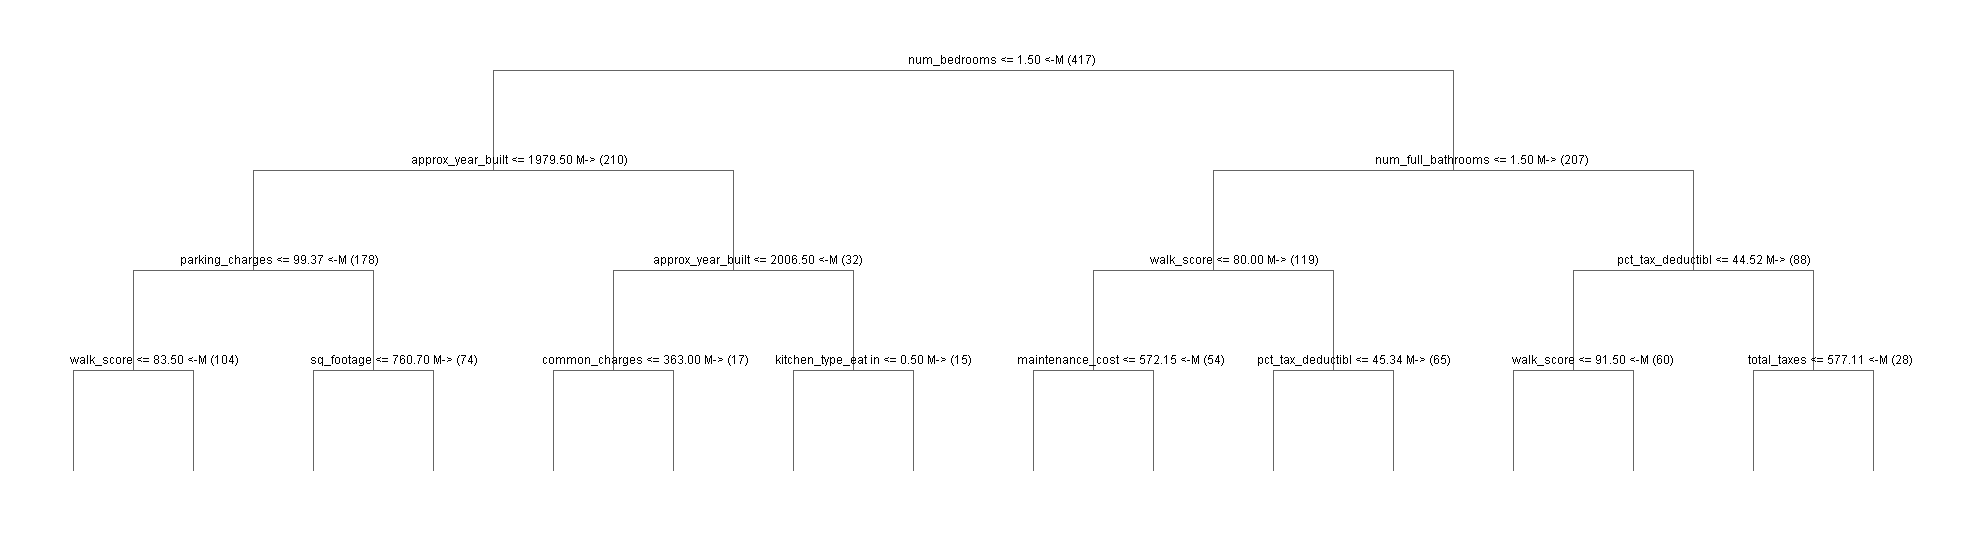 num_bedrooms <= 1.50 <-M (417)
approx_year_built <= 1979.50 M-> (210)
num_full_bathrooms <= 1.50 M-> (207)
parking_charges <= 99.37 <-M (178)
approx_year_built <= 2006.50 <-M (32)
walk_score <= 80.00 M-> (119)
pct_tax_deductibl <= 44.52 M-> (88)
walk_score <= 83.50 <-M (104)
sq_footage <= 760.70 M-> (74)
common_charges <= 363.00 M-> (17)
kitchen_type_eat in <= 0.50 M-> (15)
maintenance_cost <= 572.15 <-M (54)
pct_tax_deductibl <= 45.34 M-> (65)
walk_score <= 91.50 <-M (60)
total_taxes <= 577.11 <-M (28)